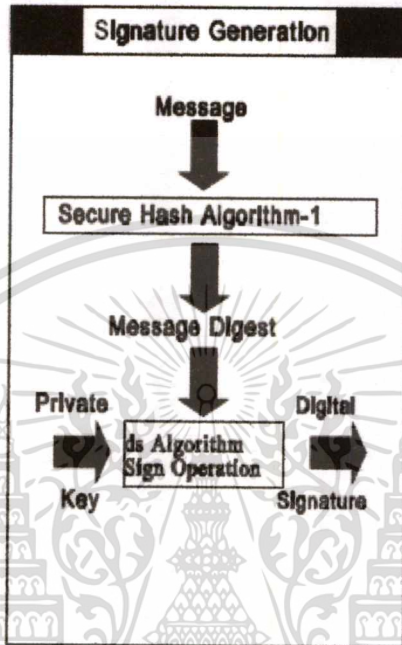 Signature Generation
Message
Secure Hash Algorithm-1
Message Digest
Private
Digital
ds Algorithm
Sign Operation
Key
Signature